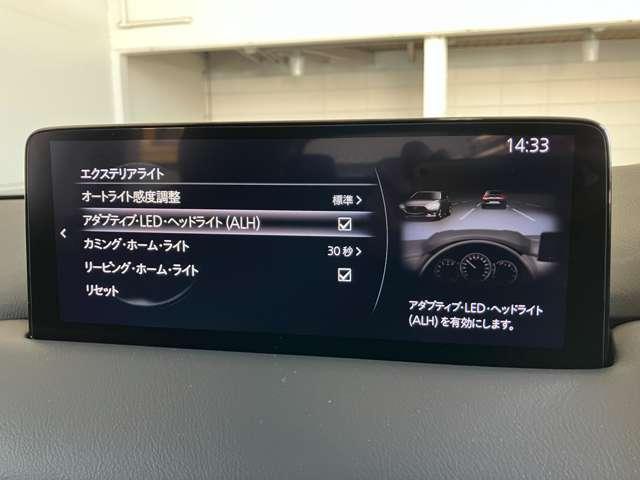 14:33
エクステリアライト
オートライト感度調整 標準
アダプティブ・LED・ヘッドライト(ALH)
カミング・ホーム・ライト 30秒
リービング・ホーム・ライト
リセット
アダプティブ・LED・ヘッドライト
(ALH)を有効にします。